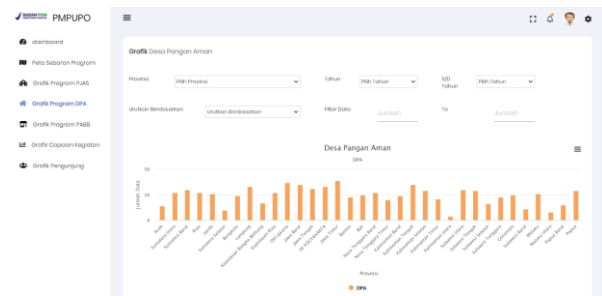 BADAN POM
PMPUPO
dashboard
Peta Sebaran Program
Grafik Program PJAS
Grafik Program DPA
Grafik Program PABB
Grafik Capaian Kegiatan
Grafik Pengunjung
Grafik Desa Pangan Aman
Provinsi
Pilih Provinsi
Tahun
Pilih Tahun
S/D Tahun
Pilih Tahun
Urutkan Berdasarkan
Urutkan Berdasarkan
Filter Data
Jumlah
To
Jumlah
Desa Pangan Aman
DPA
Jumlah Data
50
25
0
Aceh
Sumatera Utara
Sumatera Barat
Riau
Jambi
Sumatera Selatan
Bengkulu
Lampung
Kepulauan Bangka Belitung
Kepulauan Riau
DKI Jakarta
Jawa Barat
Jawa Tengah
DI YOGYAKARTA
Jawa Timur
Banten
Bali
Nusa Tenggara Barat
Nusa Tenggara Timur
Kalimantan Barat
Kalimantan Tengah
Kalimantan Selatan
Kalimantan Timur
Kalimantan Utara
Sulawesi Utara
Sulawesi Tengah
Sulawesi Selatan
Sulawesi Tenggara
Gorontalo
Sulawesi Barat
Maluku
Maluku Utara
Papua Barat
Papua
Provinsi
DPA